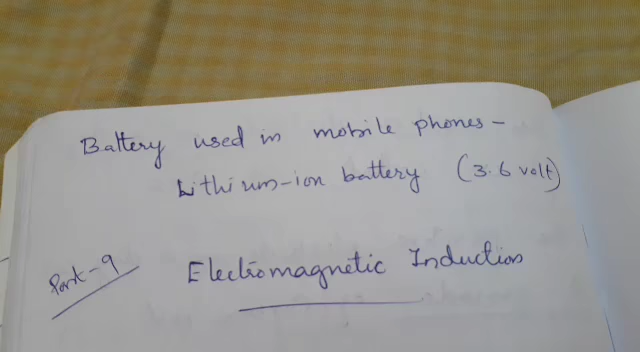 Battery used in mobile phones -
Lithium-ion battery (3.6 volt)
Part - 9
Electromagnetic Induction